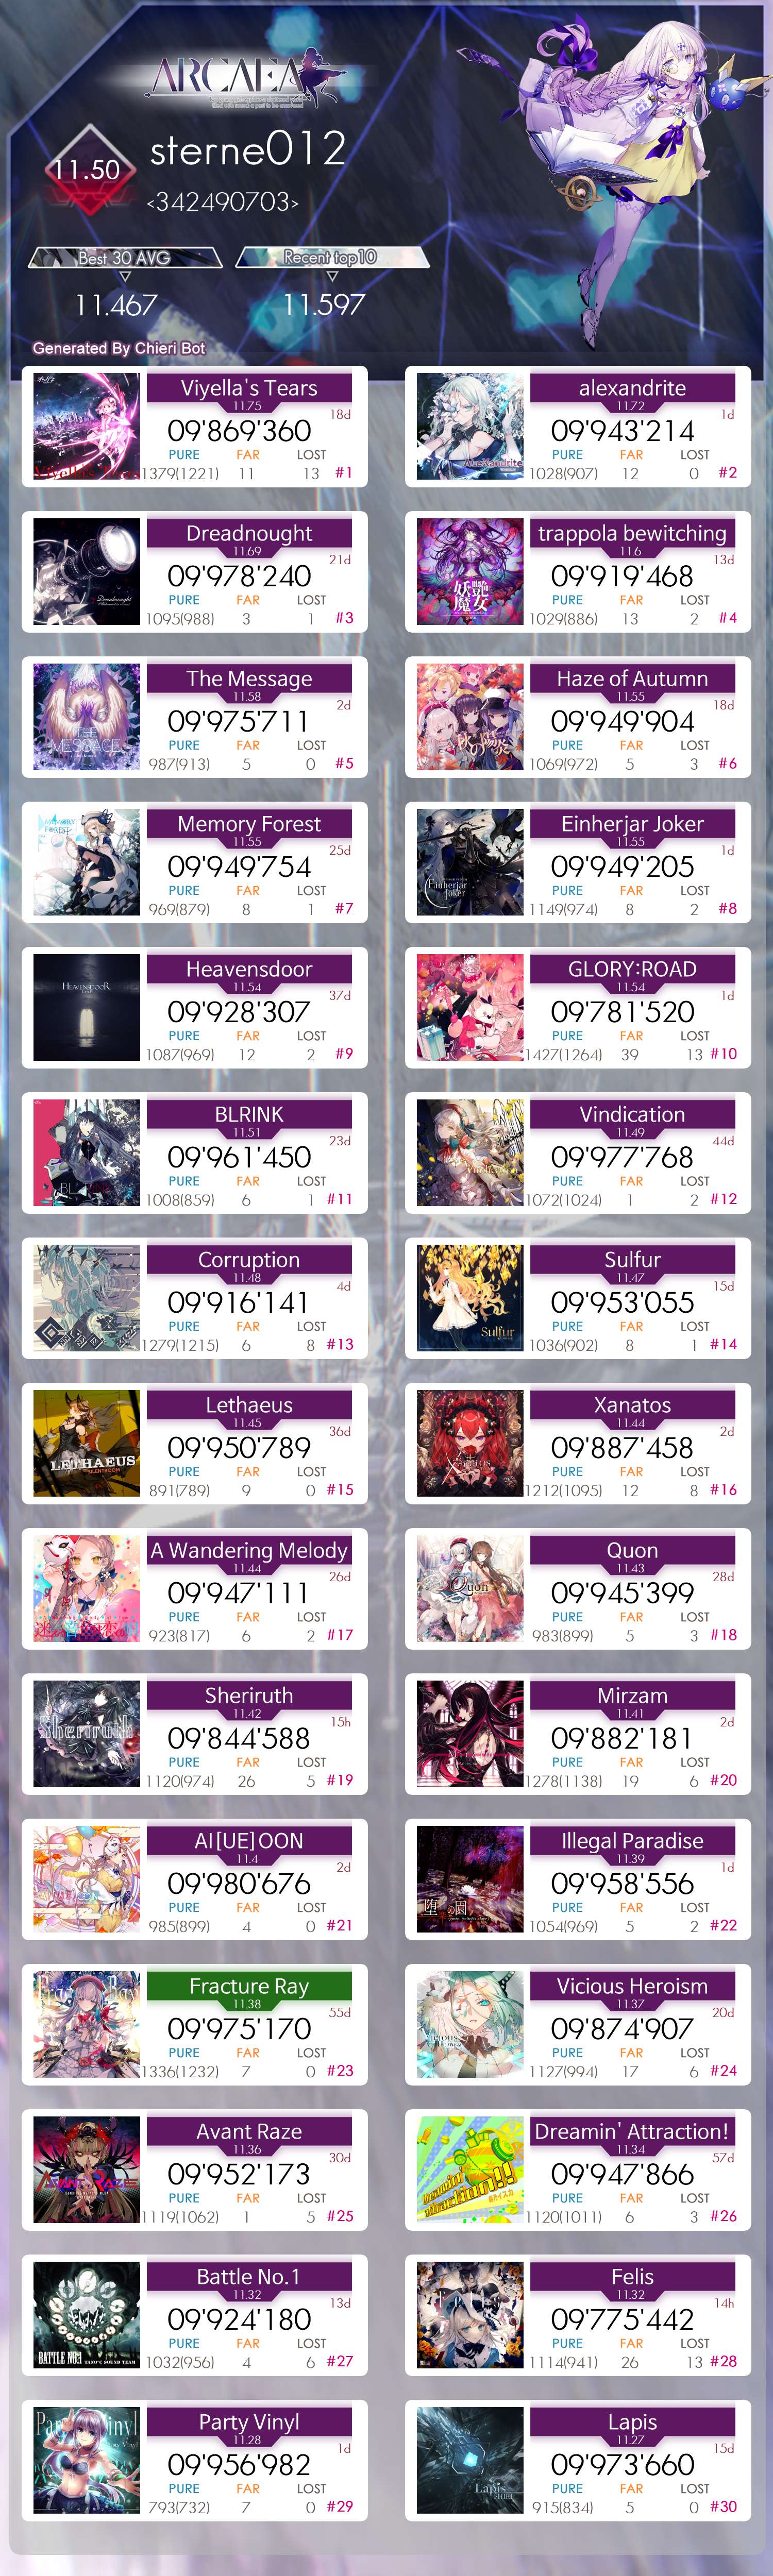 ARCAEA
11.50
sterne012
<342490703>
Best 30 AVG
Recent top10
11.467
11.597
Generated By Chieri Bot
Viyella's Tears
11.75
18d
09'869'360
PURE FAR LOST
1379(1221) 11 13 #1
alexandrite
11.72
1d
09'943'214
PURE FAR LOST
1028(907) 12 0 #2
Dreadnought
11.69
21d
09'978'240
PURE FAR LOST
1095(988) 3 1 #3
trappola bewitching
11.6
13d
09'919'468
PURE FAR LOST
1029(886) 13 2 #4
The Message
11.58
2d
09'975'711
PURE FAR LOST
987(913) 5 0 #5
Haze of Autumn
11.55
18d
09'949'904
PURE FAR LOST
1069(972) 5 3 #6
Memory Forest
11.55
25d
09'949'754
PURE FAR LOST
969(879) 8 1 #7
Einherjar Joker
11.55
1d
09'949'205
PURE FAR LOST
1149(974) 8 2 #8
Heavensdoor
11.54
37d
09'928'307
PURE FAR LOST
1087(969) 12 2 #9
GLORY:ROAD
11.54
1d
09'781'520
PURE FAR LOST
1427(1264) 39 13 #10
BLRINK
11.51
23d
09'961'450
PURE FAR LOST
1008(859) 6 1 #11
Vindication
11.49
44d
09'977'768
PURE FAR LOST
1072(1024) 1 2 #12
Corruption
11.48
4d
09'916'141
PURE FAR LOST
1279(1215) 6 8 #13
Sulfur
11.47
15d
09'953'055
PURE FAR LOST
1036(902) 8 1 #14
Lethaeus
11.45
36d
09'950'789
PURE FAR LOST
891(789) 9 0 #15
Xanatos
11.44
2d
09'887'458
PURE FAR LOST
1212(1095) 12 8 #16
A Wandering Melody
11.44
26d
09'947'111
PURE FAR LOST
923(817) 6 2 #17
Quon
11.43
28d
09'945'399
PURE FAR LOST
983(899) 5 3 #18
Sheriruth
11.42
15h
09'844'588
PURE FAR LOST
1120(974) 26 5 #19
Mirzam
11.41
2d
09'882'181
PURE FAR LOST
1278(1138) 19 6 #20
AI[UE]OON
11.4
2d
09'980'676
PURE FAR LOST
985(899) 4 0 #21
Illegal Paradise
11.39
1d
09'958'556
PURE FAR LOST
1054(969) 5 2 #22
Fracture Ray
11.38
55d
09'975'170
PURE FAR LOST
1336(1232) 7 0 #23
Vicious Heroism
11.37
20d
09'874'907
PURE FAR LOST
1127(994) 17 6 #24
Avant Raze
11.36
30d
09'952'173
PURE FAR LOST
1119(1062) 1 5 #25
Dreamin' Attraction!
11.34
57d
09'947'866
PURE FAR LOST
1120(1011) 6 3 #26
Battle No.1
11.32
13d
09'924'180
PURE FAR LOST
1032(956) 4 6 #27
Felis
11.32
14h
09'775'442
PURE FAR LOST
1114(941) 26 13 #28
Party Vinyl
11.28
1d
09'956'982
PURE FAR LOST
793(732) 7 0 #29
Lapis
11.27
15d
09'973'660
PURE FAR LOST
915(834) 5 0 #30